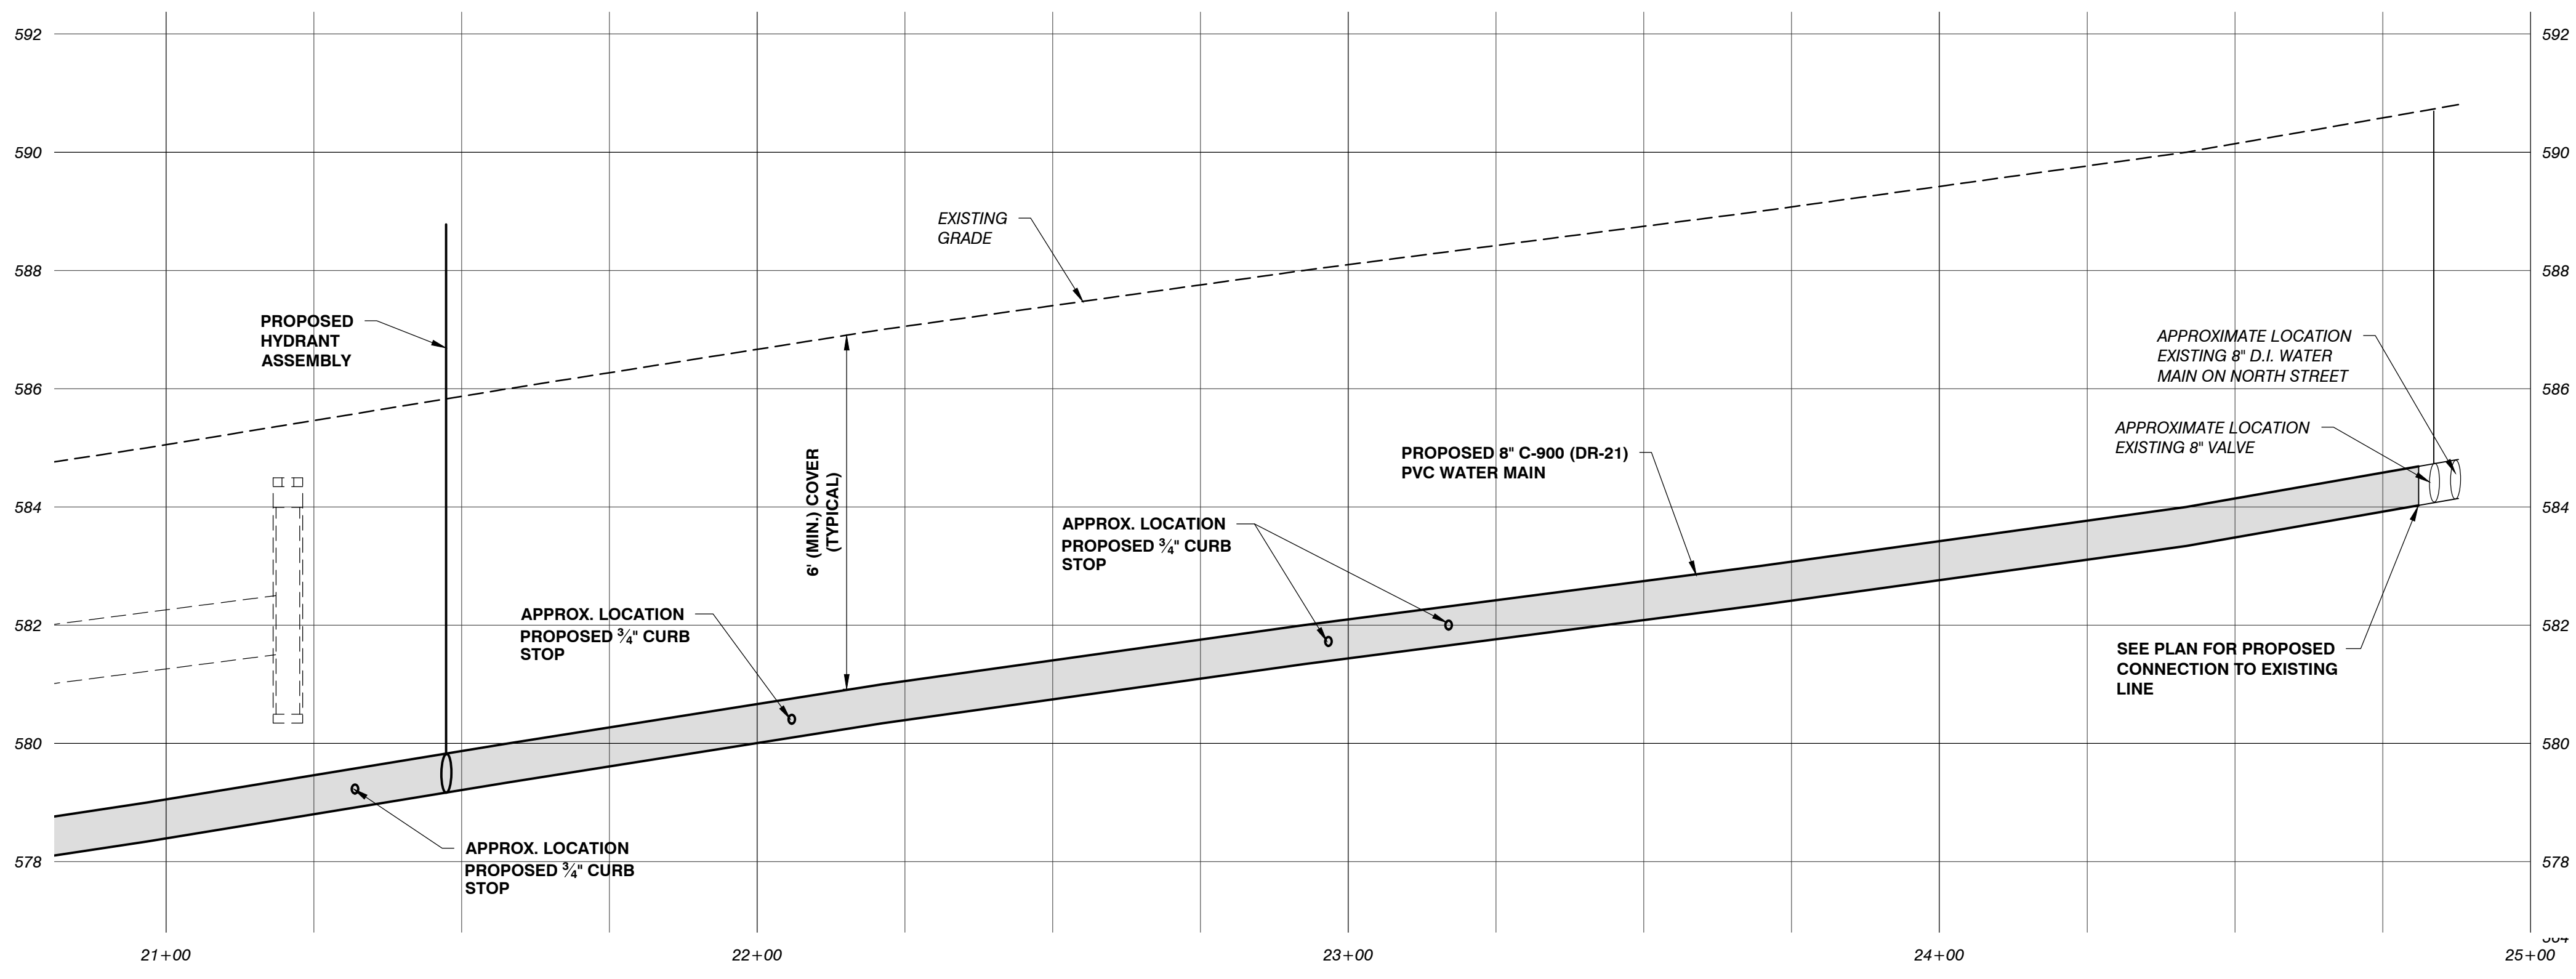 592
592
590
590
EXISTING
GRADE
588
588
PROPOSED
HYDRANT
ASSEMBLY
APPROXIMATE LOCATION
EXISTING 8" D.I. WATER
MAIN ON NORTH STREET
586
586
APPROXIMATE LOCATION
EXISTING 8" VALVE
6' (MIN.) COVER
(TYPICAL)
PROPOSED 8" C-900 (DR-21)
PVC WATER MAIN
584
584
APPROX. LOCATION
PROPOSED ¾" CURB
STOP
582
582
APPROX. LOCATION
PROPOSED ¾" CURB
STOP
SEE PLAN FOR PROPOSED
CONNECTION TO EXISTING
LINE
580
580
APPROX. LOCATION
PROPOSED ¾" CURB
STOP
578
578
21+00
22+00
23+00
24+00
25+00